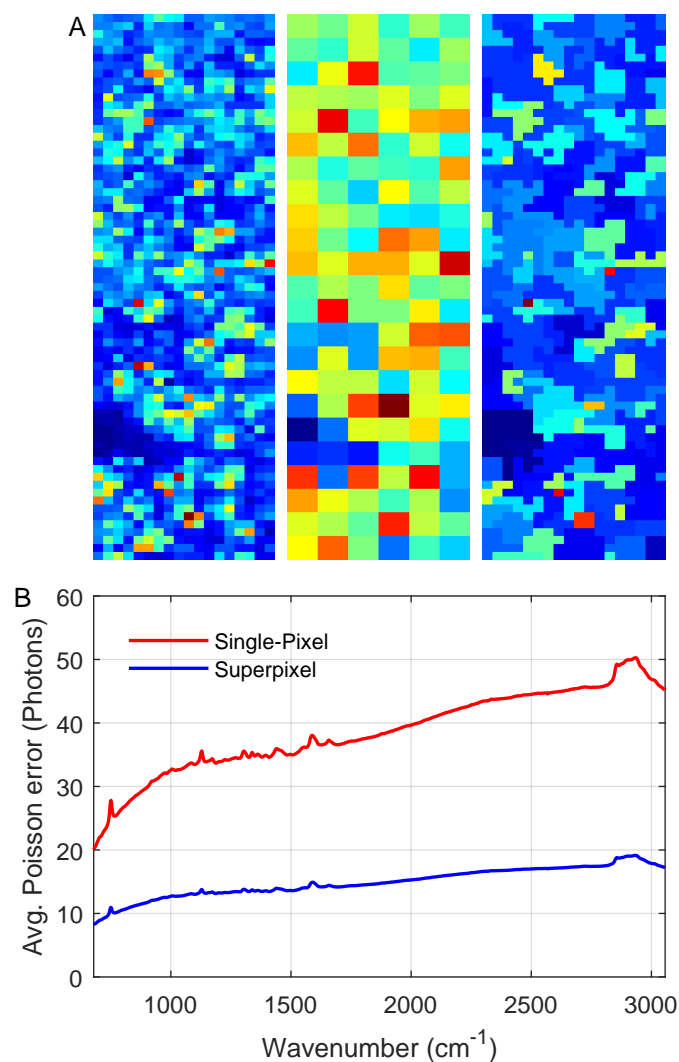 A
B
60
50
40
30
20
10
0
Avg. Poisson error (Photons)
Single-Pixel
Superpixel
1000 1500 2000 2500 3000
Wavenumber (cm⁻¹)